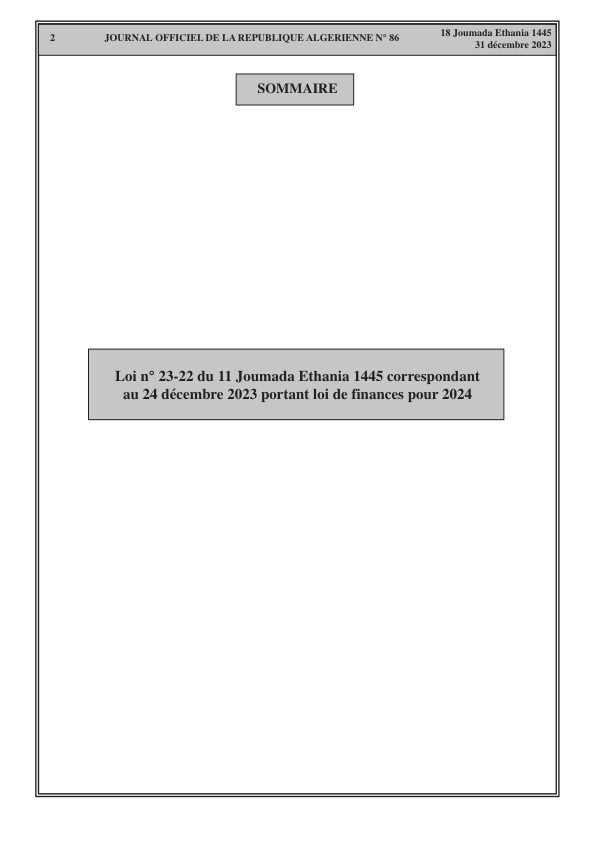 2
JOURNAL OFFICIEL DE LA REPUBLIQUE ALGERIENNE N° 86
18 Joumada Ethania 1445
31 décembre 2023
SOMMAIRE
Loi n° 23-22 du 11 Joumada Ethania 1445 correspondant
au 24 décembre 2023 portant loi de finances pour 2024